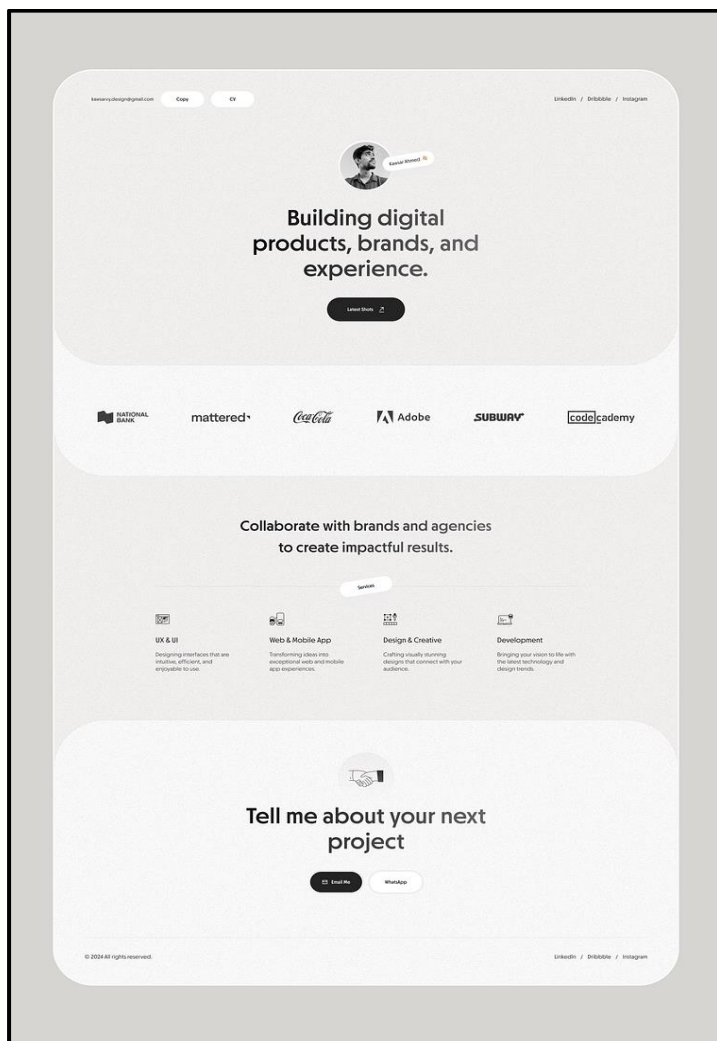 Copy
CV
LinkedIn / Dribbble / Instagram
Building digital
products, brands, and
experience.
Latest Shots
NATIONAL
BANK
mattered
Coca-Cola
Adobe
SUBWAY
codecademy
Collaborate with brands and agencies
to create impactful results.
Services
UX & UI
Designing interfaces that are
intuitive, efficient, and
enjoyable to use.
Web & Mobile App
Transforming ideas into
exceptional web and mobile
app experiences.
Design & Creative
Crafting visually stunning
designs that connect with your
audience.
Development
Bringing your vision to life with
the latest technology and
design trends.
Tell me about your next
project
Email Me
WhatsApp
© 2024 All rights reserved.
LinkedIn / Dribbble / Instagram